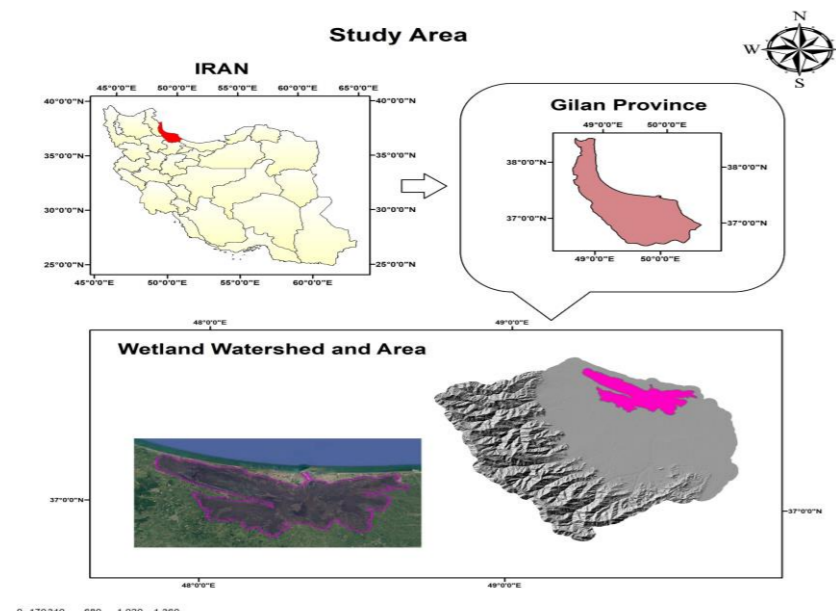 Study Area
N
W
E
S
IRAN
45°0'0"E 50°0'0"E 55°0'0"E 60°0'0"E 65°0'0"E
40°0'0"N
40°0'0"N
35°0'0"N
35°0'0"N
30°0'0"N
30°0'0"N
25°0'0"N
25°0'0"N
45°0'0"E 50°0'0"E 55°0'0"E 60°0'0"E
Gilan Province
49°0'0"E 50°0'0"E
38°0'0"N
38°0'0"N
37°0'0"N
37°0'0"N
49°0'0"E 50°0'0"E
48°0'0"E 49°0'0"E
Wetland Watershed and Area
37°0'0"N
37°0'0"N
48°0'0"E 49°0'0"E